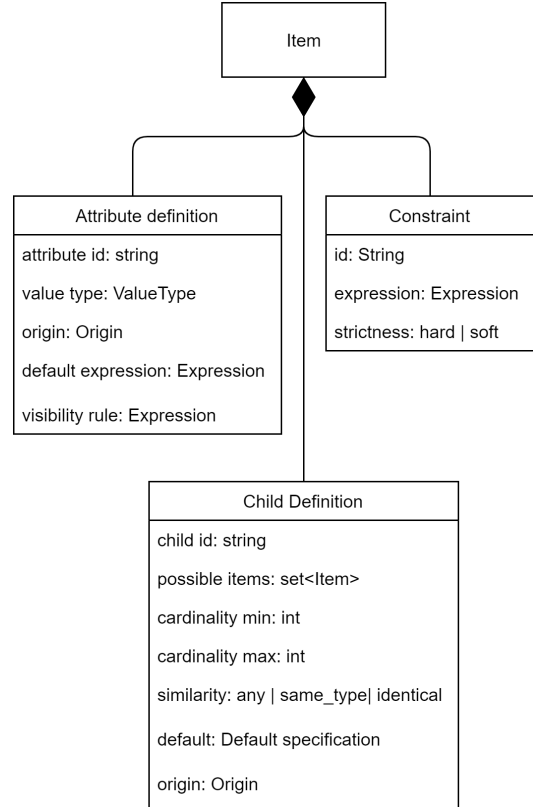 Item
Attribute definition
attribute id: string
value type: ValueType
origin: Origin
default expression: Expression
visibility rule: Expression
Constraint
id: String
expression: Expression
strictness: hard | soft
Child Definition
child id: string
possible items: set<Item>
cardinality min: int
cardinality max: int
similarity: any | same_type| identical
default: Default specification
origin: Origin